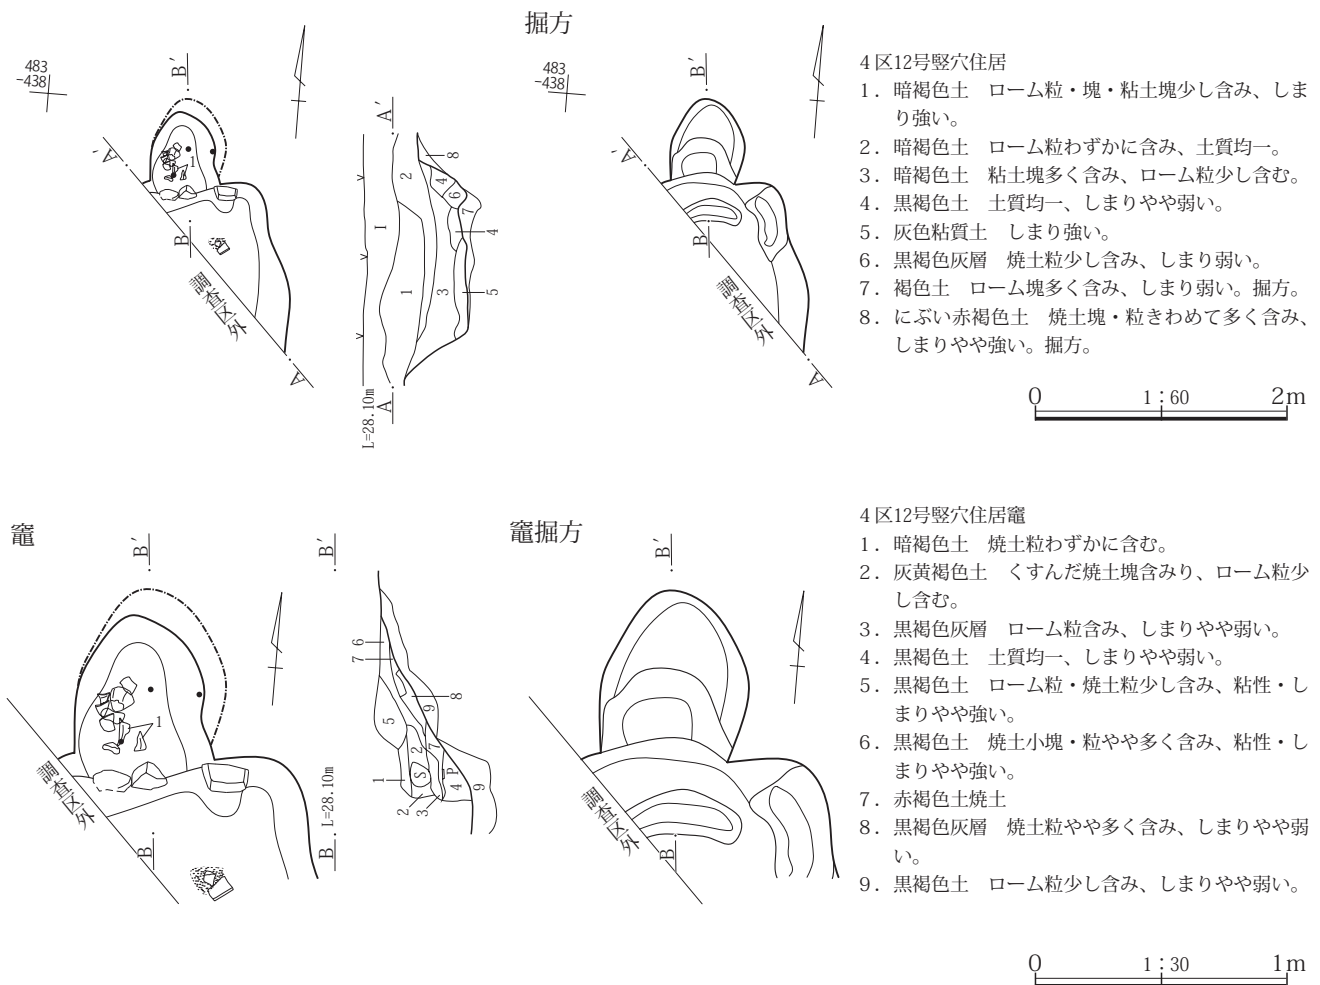 掘方
483
-438
B′
A′
1
B
調査区外
A
A′
8
2
4
6
7
I
4
1
3
5
L=28.10m
A
483
-438
B′
A′
B
調査区外
A
４区12号竪穴住居
１．暗褐色土　ローム粒・塊・粘土塊少し含み、しま
り強い。
２．暗褐色土　ローム粒わずかに含み、土質均一。
３．暗褐色土　粘土塊多く含み、ローム粒少し含む。
４．黒褐色土　土質均一、しまりやや弱い。
５．灰色粘質土　しまり強い。
６．黒褐色灰層　焼土粒少し含み、しまり弱い。
７．褐色土　ローム塊多く含み、しまり弱い。掘方。
８．にぶい赤褐色土　焼土塊・粒きわめて多く含み、
しまりやや強い。掘方。
0　1：60　2m
竈
B′
1
調査区外
B
B′
6
7
8
9
5
2
7
1
S
P
4
9
2
3
L=28.10m
B
竈掘方
B′
調査区外
B
４区12号竪穴住居竈
１．暗褐色土　焼土粒わずかに含む。
２．灰黄褐色土　くすんだ焼土塊含みり、ローム粒少
し含む。
３．黒褐色灰層　ローム粒含み、しまりやや弱い。
４．黒褐色土　土質均一、しまりやや弱い。
５．黒褐色土　ローム粒・焼土粒少し含み、粘性・し
まりやや強い。
６．黒褐色土　焼土小塊・粒やや多く含み、粘性・し
まりやや強い。
７．赤褐色土焼土
８．黒褐色灰層　焼土粒やや多く含み、しまりやや弱
い。
９．黒褐色土　ローム粒少し含み、しまりやや弱い。
0　1：30　1m